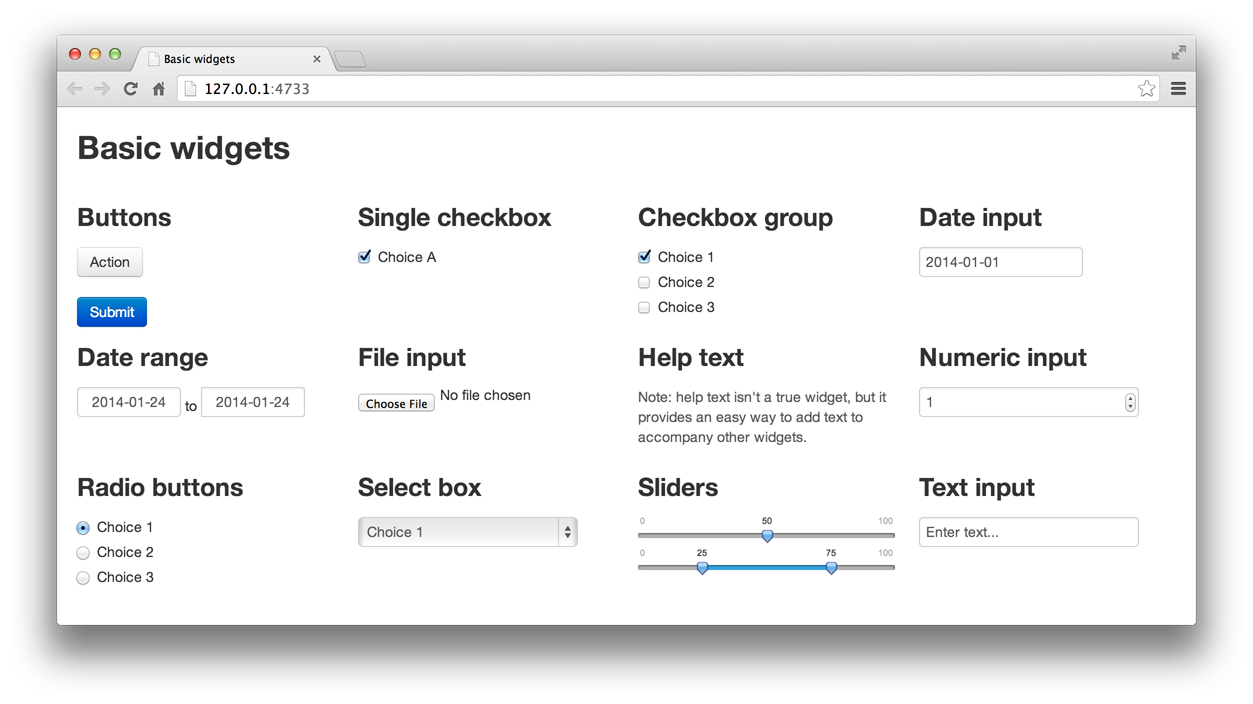 Basic widgets
127.0.0.1:4733
Basic widgets
Buttons
Action
Submit
Single checkbox
Choice A
Checkbox group
Choice 1
Choice 2
Choice 3
Date input
2014-01-01
Date range
2014-01-24 to 2014-01-24
File input
Choose File No file chosen
Help text
Note: help text isn't a true widget, but it
provides an easy way to add text to
accompany other widgets.
Numeric input
1
Radio buttons
Choice 1
Choice 2
Choice 3
Select box
Choice 1
Sliders
0 50 100
0 25 75 100
Text input
Enter text...